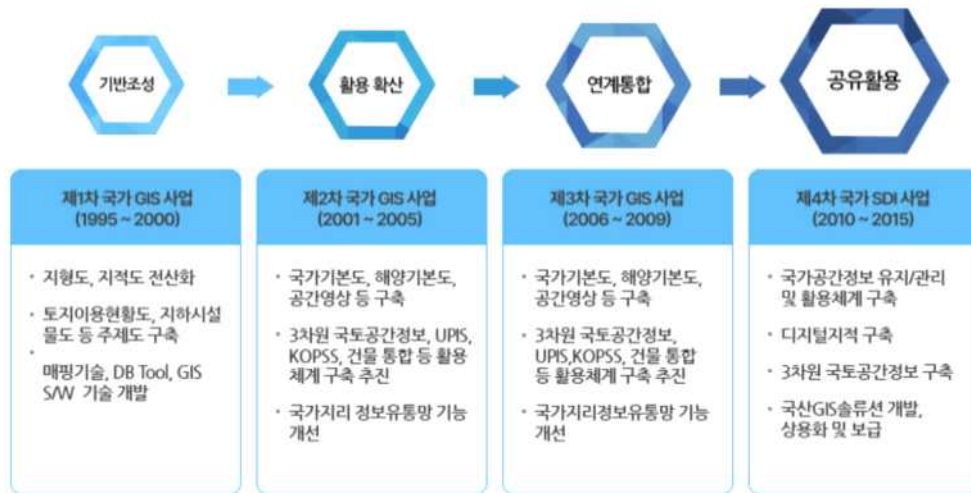 기반조성
활용 확산
연계통합
공유활용
제1차 국가 GIS 사업
(1995 ~ 2000)
• 지형도, 지적도 전산화
• 토지이용현황도, 지하시설
물도 등 주제도 구축
•
매핑기술, DB Tool, GIS
S/W 기술 개발
제2차 국가 GIS 사업
(2001 ~ 2005)
• 국가기본도, 해양기본도,
공간영상 등 구축
• 3차원 국토공간정보, UPIS,
KOPSS, 건물 통합 등 활용
체계 구축 추진
• 국가지리 정보유통망 기능
개선
제3차 국가 GIS 사업
(2006 ~ 2009)
• 국가기본도, 해양기본도,
공간영상 등 구축
• 3차원 국토공간정보,
UPIS,KOPSS, 건물 통합
등 활용체계 구축 추진
• 국가지리정보유통망 기능
개선
제4차 국가 SDI 사업
(2010 ~ 2015)
• 국가공간정보 유지/관리
및 활용체계 구축
• 디지털지적 구축
• 3차원 국토공간정보 구축
• 국산GIS솔류션 개발,
상용화 및 보급